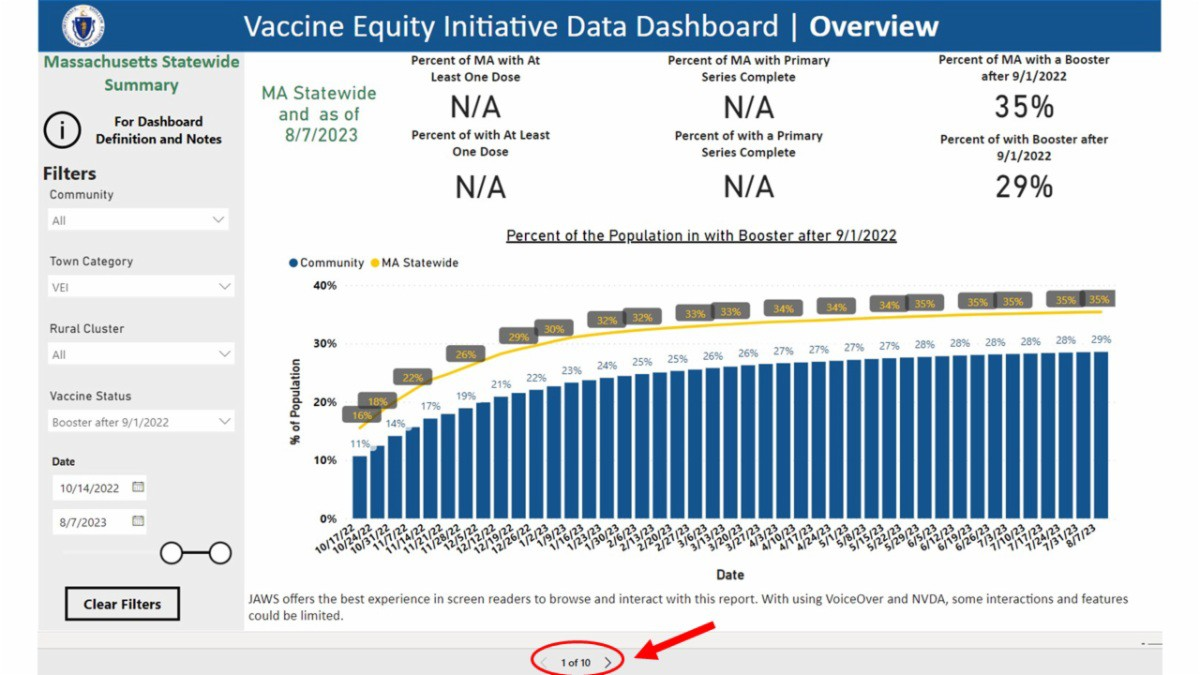 Vaccine Equity Initiative Data Dashboard | Overview
Massachusetts Statewide
Summary
For Dashboard
Definition and Notes
Filters
Community
All
Town Category
VEI
Rural Cluster
All
Vaccine Status
Booster after 9/1/2022
Date
10/14/2022
8/7/2023
Clear Filters
MA Statewide
and as of
8/7/2023
Percent of MA with At
Least One Dose
N/A
Percent of MA with Primary
Series Complete
N/A
Percent of MA with a Booster
after 9/1/2022
35%
Percent of with At Least
One Dose
N/A
Percent of with a Primary
Series Complete
N/A
Percent of with Booster after
9/1/2022
29%
Percent of the Population in with Booster after 9/1/2022
Community MA Statewide
% of Population
40%
30%
20%
10%
0%
16% 18% 22% 26% 29% 30% 32% 32% 33% 33% 34% 34% 34% 35% 35% 35% 35% 35%
11% 14% 17% 19% 21% 22% 23% 24% 25% 25% 26% 26% 27% 27% 27% 27% 28% 28% 28% 28% 28% 29%
10/17/22 10/24/22 10/31/22 11/7/22 11/14/22 11/21/22 11/28/22 12/5/22 12/12/22 12/19/22 12/26/22 1/2/23 1/9/23 1/16/23 1/23/23 1/30/23 2/6/23 2/13/23 2/20/23 2/27/23 3/6/23 3/13/23 3/20/23 3/27/23 4/3/23 4/10/23 4/17/23 4/24/23 5/1/23 5/8/23 5/15/23 5/22/23 5/29/23 6/5/23 6/12/23 6/19/23 6/26/23 7/3/23 7/10/23 7/17/23 7/24/23 7/31/23 8/7/23
Date
JAWS offers the best experience in screen readers to browse and interact with this report. With using VoiceOver and NVDA, some interactions and features
could be limited.
1 of 10